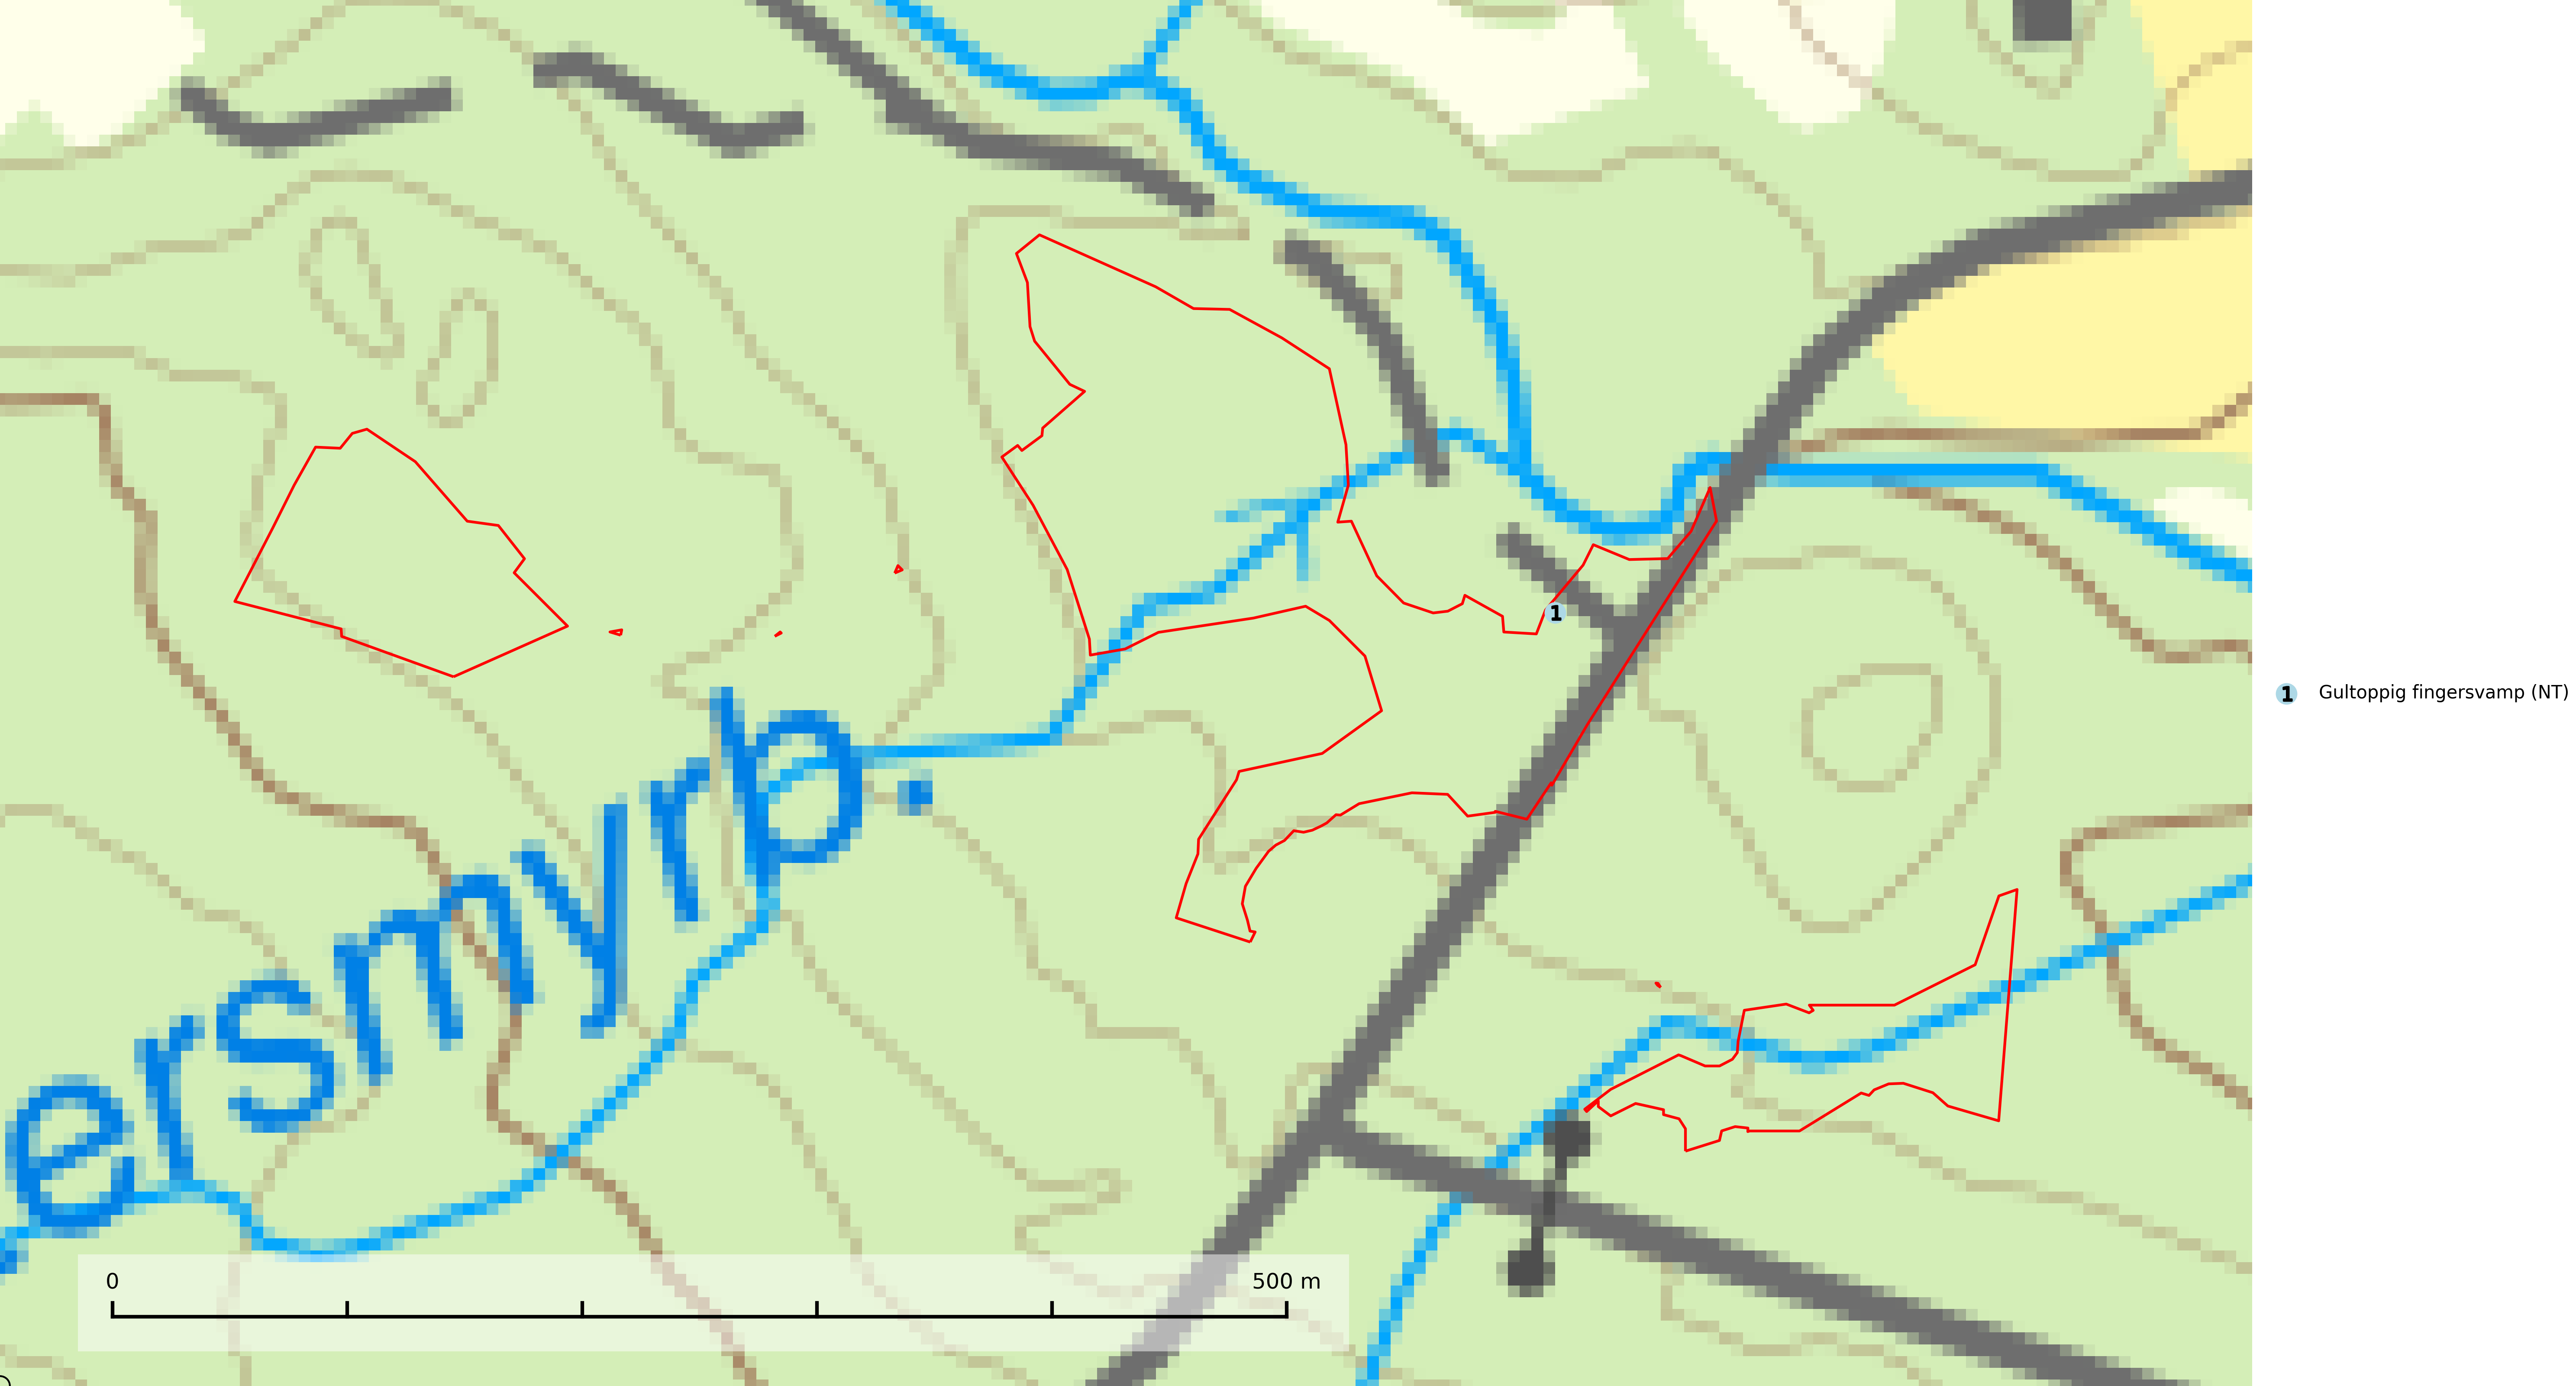 1
1 Gultoppig fingersvamp (NT)
ersmyrb.
0 500 m